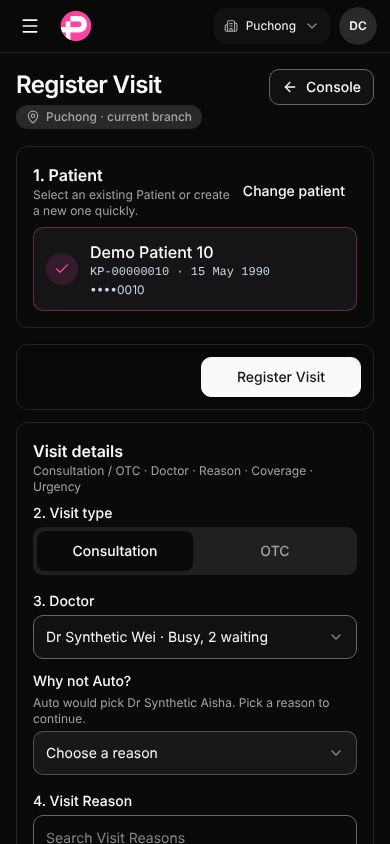 Puchong
DC
Register Visit
Console
Puchong · current branch
1. Patient
Select an existing Patient or create
a new one quickly.
Change patient
Demo Patient 10
KP-00000010 · 15 May 1990
••••0010
Register Visit
Visit details
Consultation / OTC · Doctor · Reason · Coverage ·
Urgency
2. Visit type
Consultation
OTC
3. Doctor
Dr Synthetic Wei · Busy, 2 waiting
Why not Auto?
Auto would pick Dr Synthetic Aisha. Pick a reason to
continue.
Choose a reason
4. Visit Reason
Search Visit Reasons